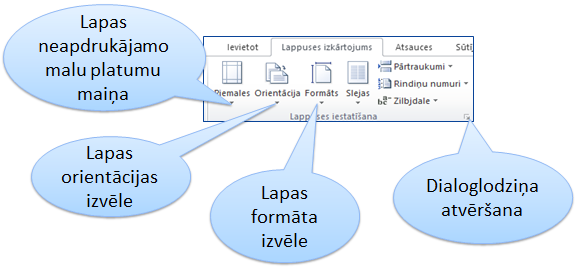 Lapas
neapdrukājamo
malu platumu
maiņa
Ievietot Lappuses izkārtojums Atsauces Sūtī
Piemales Orientācija Formāts Slejas
Pārtraukumi
Rindiņu numuri
Zilbjdale
Lappuses iestatīšana
Lapas
orientācijas
izvēle
Lapas
formāta
izvēle
Dialoglodziņa
atvēršana